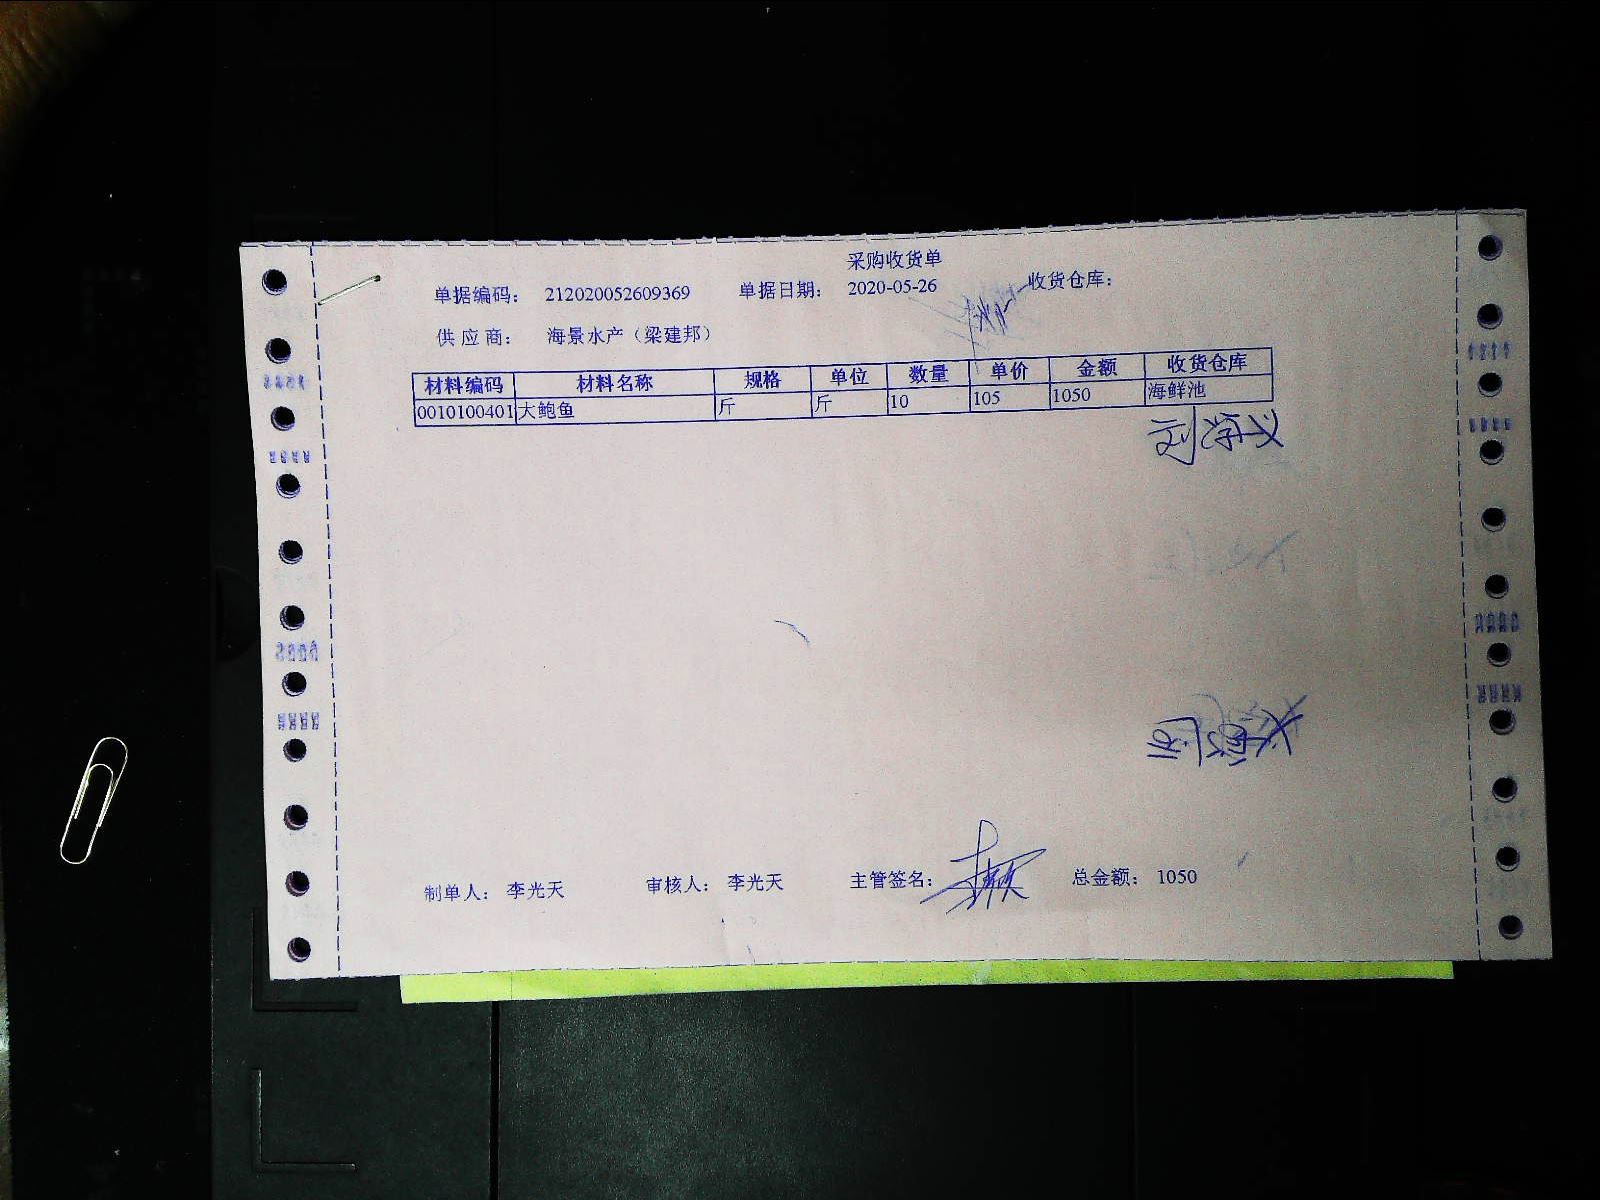 采购收货单
单据编码： 212020052609369 单据日期： 2020-05-26 收货仓库：
供 应 商： 海景水产（梁建邦）
材料编码 材料名称 规格 单位 数量 单价 金额 收货仓库
0010100401 大鲍鱼 斤 斤 10 105 1050 海鲜池
刘学义
制单人： 李光天 审核人： 李光天 主管签名： 总金额： 1050